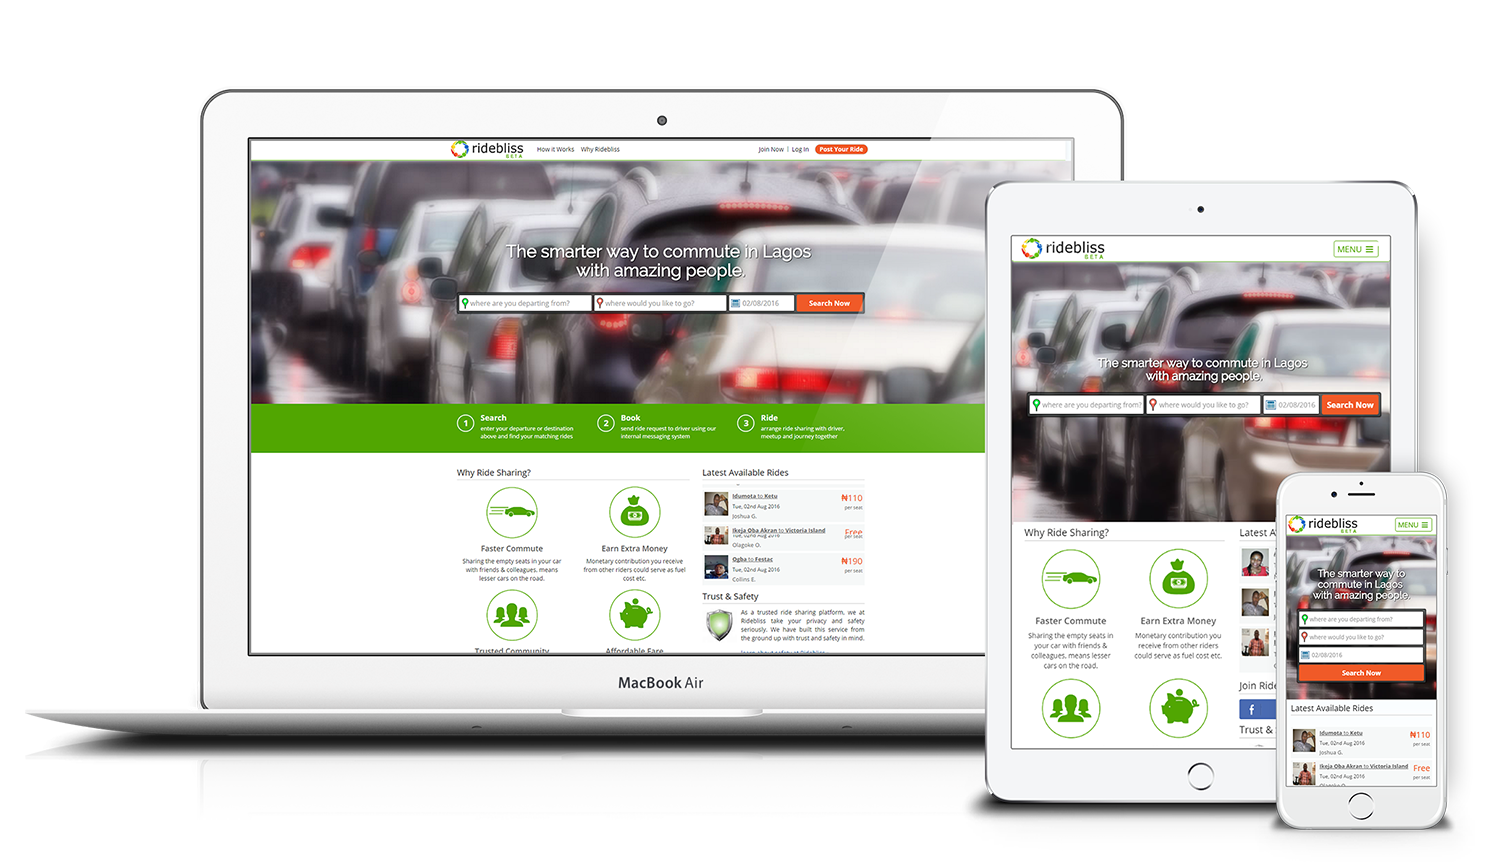 ridebliss
BETA
How it Works Why Ridebliss
Join Now | Log In Post Your Ride
The smarter way to commute in Lagos
with amazing people.
where are you departing from? where would you like to go? 02/08/2016 Search Now
1 Search
enter your departure or destination
above and find your matching rides
2 Book
send ride request to driver using our
internal messaging system
3 Ride
arrange ride sharing with driver,
meetup and journey together
Why Ride Sharing?
Faster Commute
Sharing the empty seats in your car
with friends & colleagues, means
lesser cars on the road.
Earn Extra Money
Monetary contribution you receive
from other riders could serve as fuel
cost etc.
Trusted Community
Affordable Fare
Latest Available Rides
Idumota to Ketu ₦110
Tue, 02nd Aug 2016 per seat
Joshua G.
Ikeja Oba Akran to Victoria Island Free
Tue, 02nd Aug 2016 per seat
Olagoke O.
Ogba to Festac ₦190
Tue, 02nd Aug 2016 per seat
Collins E.
Trust & Safety
As a trusted ride sharing platform, we at
Ridebliss take your privacy and safety
seriously. We have built this service from
the ground up with trust and safety in mind.
learn about safety at Ridebliss
MacBook Air
ridebliss
BETA
MENU
The smarter way to commute in Lagos
with amazing people.
where are you departing from? where would you like to go? 02/08/2016 Search Now
Why Ride Sharing?
Faster Commute
Sharing the empty seats in
your car with friends &
colleagues, means lesser
cars on the road.
Earn Extra Money
Monetary contribution you
receive from other riders
could serve as fuel cost etc.
Latest A
Join Ride
f
Trust &
ridebliss
BETA
MENU
The smarter way to
commute in Lagos
with amazing people.
where are you departing from?
where would you like to go?
02/08/2016
Search Now
Latest Available Rides
Idumota to Ketu ₦110
Tue, 02nd Aug 2016 per seat
Joshua G.
Ikeja Oba Akran to Victoria Island Free
Tue, 02nd Aug 2016 per seat
Olagoke O.